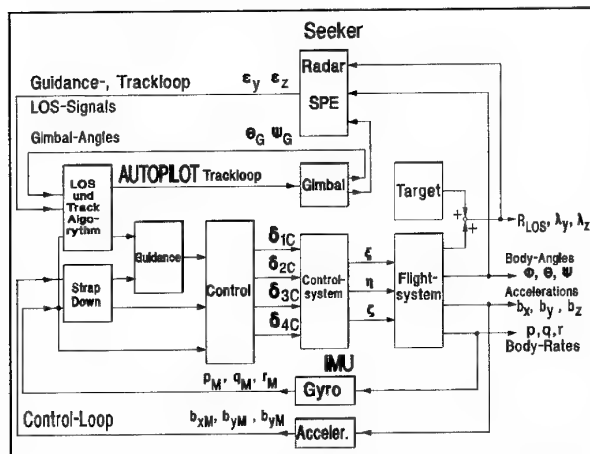 Seeker
Radar
SPE
Guidance-, Trackloop
εy εz
LOS-Signals
Gimbal-Angles
ΘG ΨG
LOS
und
Track
Algo-
rythm
AUTOPILOT Trackloop
Gimbal
Target
+
+
RLOS, λy, λz
Guidance
Strap
Down
Control
δ1C
δ2C
δ3C
δ4C
Control-
system
ξ
η
ζ
Flight-
system
Body-Angles
Φ, Θ, Ψ
Accelerations
bx, by, bz
p, q, r
Body-Rates
IMU
pM, qM, rM
Gyro
Control-Loop
bxM, byM, byM
Acceler.